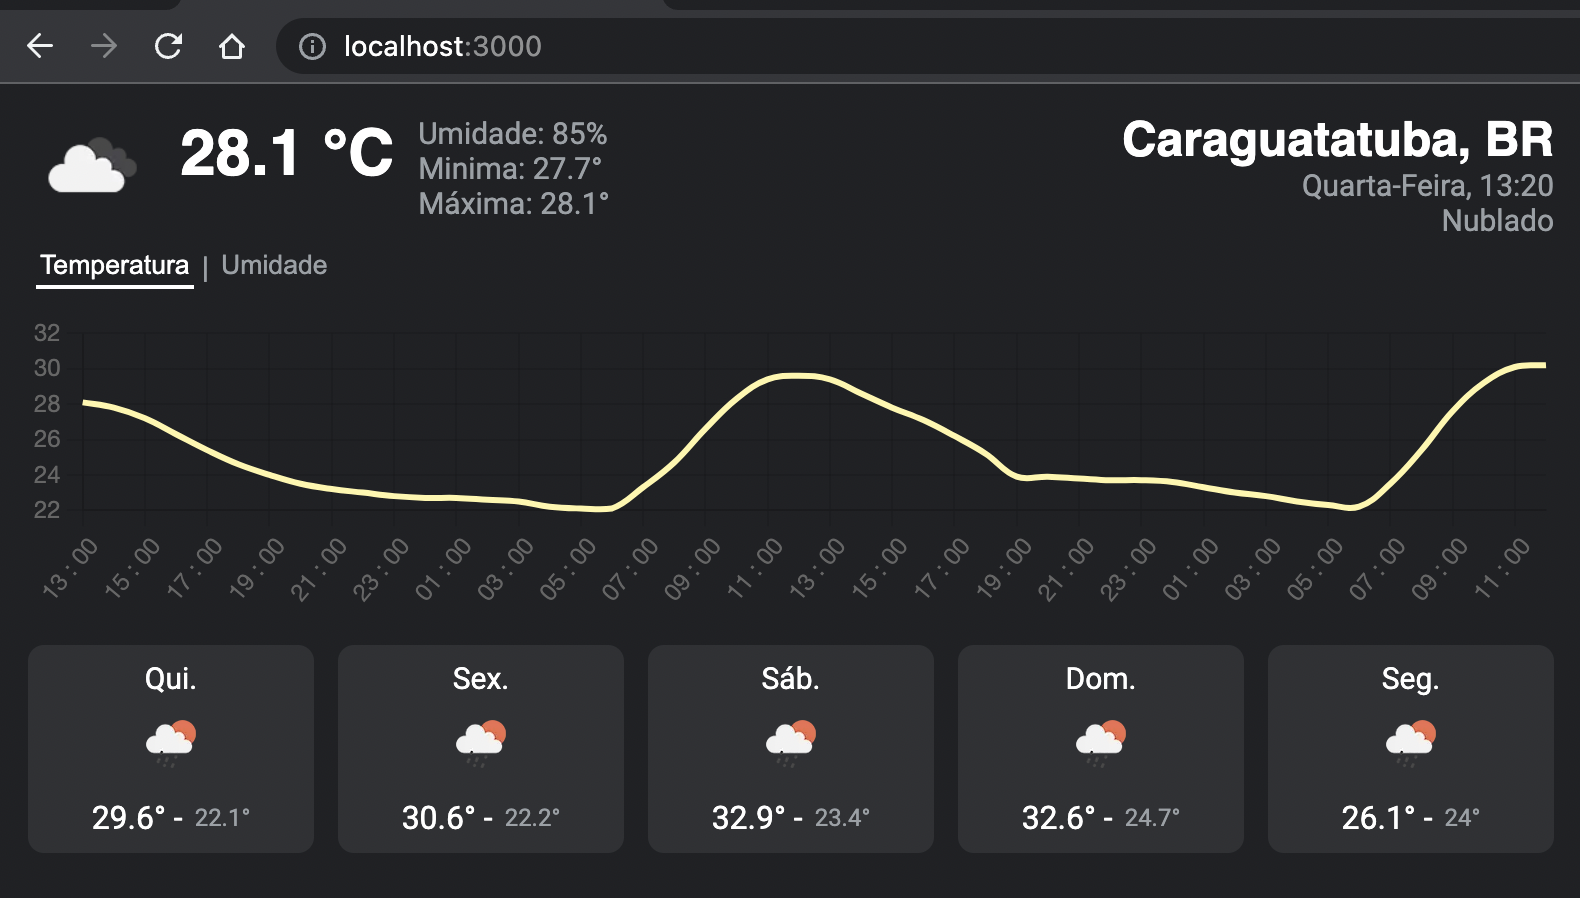 localhost:3000
28.1 °C
Umidade: 85%
Minima: 27.7°
Máxima: 28.1°
Caraguatatuba, BR
Quarta-Feira, 13:20
Nublado
Temperatura | Umidade
32
30
28
26
24
22
13:00 15:00 17:00 19:00 21:00 23:00 01:00 03:00 05:00 07:00 09:00 11:00 13:00 15:00 17:00 19:00 21:00 23:00 01:00 03:00 05:00 07:00 09:00 11:00
Qui. Sex. Sáb. Dom. Seg.
29.6° - 22.1° 30.6° - 22.2° 32.9° - 23.4° 32.6° - 24.7° 26.1° - 24°